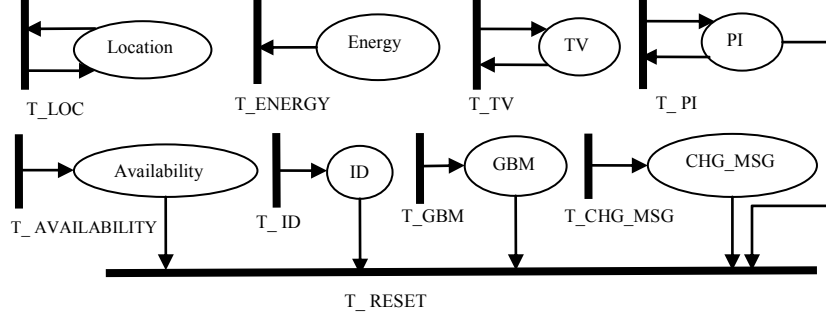 Location
Energy
TV
PI
T_LOC
T_ENERGY
T_TV
T_ PI
Availability
ID
GBM
CHG_MSG
T_ AVAILABILITY
T_ ID
T_GBM
T_CHG_MSG
T_ RESET